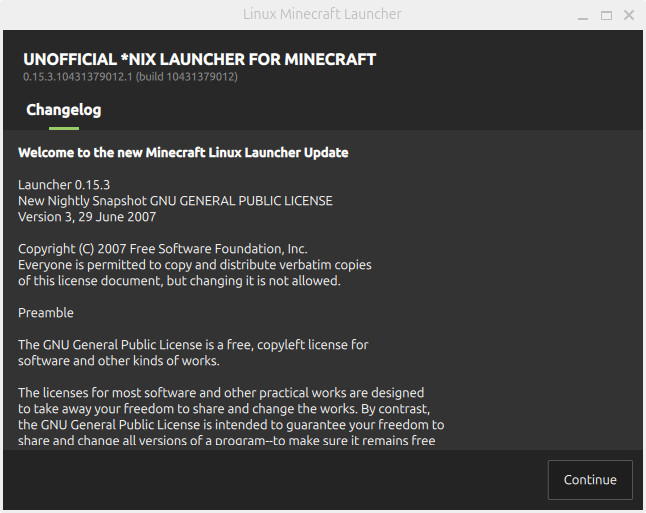 Linux Minecraft Launcher
UNOFFICIAL *NIX LAUNCHER FOR MINECRAFT
0.15.3.10431379012.1 (build 10431379012)
Changelog
Welcome to the new Minecraft Linux Launcher Update
Launcher 0.15.3
New Nightly Snapshot GNU GENERAL PUBLIC LICENSE
Version 3, 29 June 2007
Copyright (C) 2007 Free Software Foundation, Inc.
Everyone is permitted to copy and distribute verbatim copies
of this license document, but changing it is not allowed.
Preamble
The GNU General Public License is a free, copyleft license for
software and other kinds of works.
The licenses for most software and other practical works are designed
to take away your freedom to share and change the works. By contrast,
the GNU General Public License is intended to guarantee your freedom to
share and change all versions of a program--to make sure it remains free
Continue